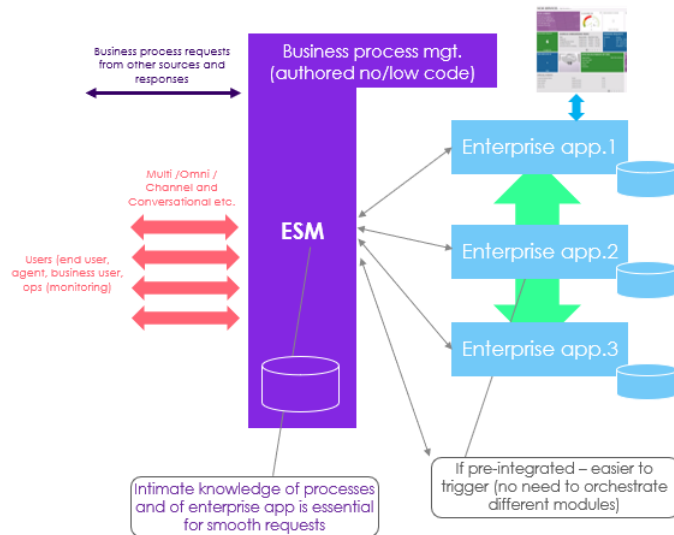 Business process requests
from other sources and
responses
Business process mgt.
(authored no/low code)
Enterprise app.1
Multi /Omni /
Channel and
Conversational etc.
ESM
Enterprise app.2
Users (end user,
agent, business user,
ops (monitoring)
Enterprise app.3
Intimate knowledge of processes
and of enterprise app is essential
for smooth requests
If pre-integrated – easier to
trigger (no need to orchestrate
different modules)